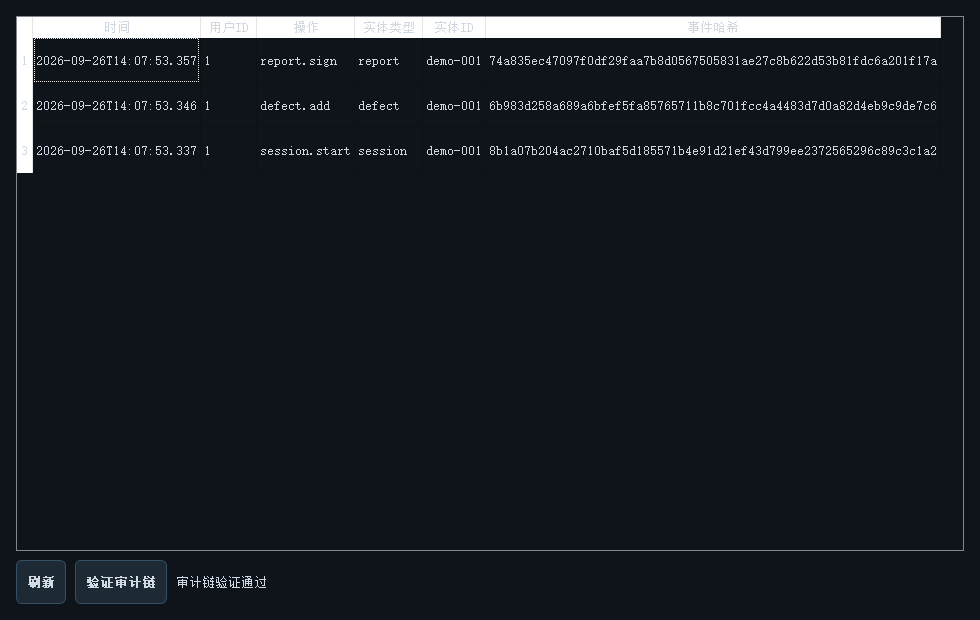 时间 用户ID 操作 实体类型 实体ID 事件哈希
1 2026-09-26T14:07:53.357 1 report.sign report demo-001 74a835ec47097f0df29faa7b8d0567505831ae27c8b622d53b81fdc6a201f17a
2 2026-09-26T14:07:53.346 1 defect.add defect demo-001 6b983d258a689a6bfef5fa85765711b8c701fcc4a4483d7d0a82d4eb9c9de7c6
3 2026-09-26T14:07:53.337 1 session.start session demo-001 8b1a07b204ac2710baf5d185571b4e91d21ef43d799ee2372565296c89c3c1a2
刷新 验证审计链 审计链验证通过